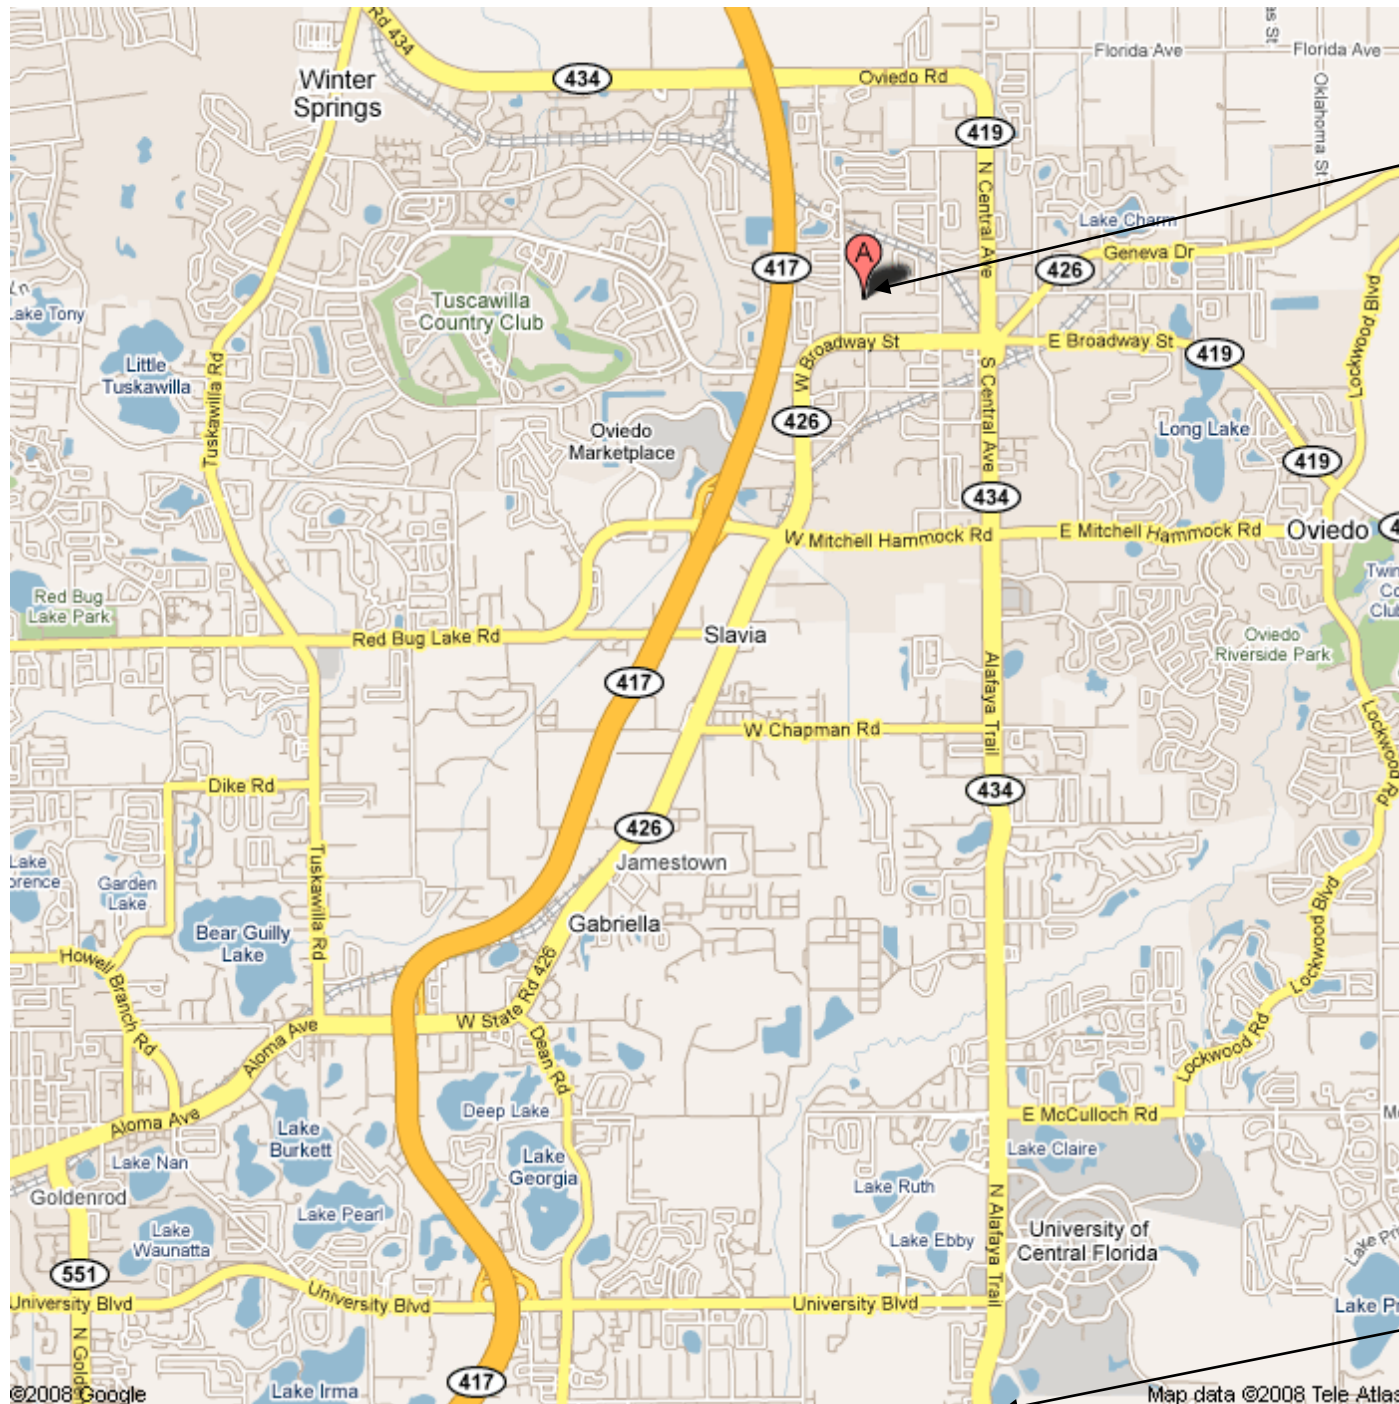 Rd 434
434
Oviedo Rd
Florida Ave
Florida Ave
Oklahoma St
Winter
Springs
419
N Central Ave
Lake Charm
Geneva Dr
426
417
A
Lake Tony
Tuscawilla
Country Club
Little
Tuskawilla
Tuskawilla Rd
W Broadway St
E Broadway St
419
Lockwood Blvd
S Central Ave
426
Oviedo
Marketplace
Long Lake
419
434
W Mitchell Hammock Rd
E Mitchell Hammock Rd
Oviedo
Red Bug
Lake Park
Red Bug Lake Rd
Slavia
Oviedo
Riverside Park
417
Alafaya Trail
W Chapman Rd
Lockwood Rd
Dike Rd
434
426
Jamestown
Tuskawilla Rd
Garden
Lake
Gabriella
Bear Guilly
Lake
Lockwood Blvd
Howell Branch Rd
W State Rd 426
Aloma Ave
Dean Rd
Lockwood Rd
Aloma Ave
Deep Lake
E McCulloch Rd
Lake
Burkett
Lake Nan
Lake
Georgia
Lake Claire
Goldenrod
Lake Ruth
N Alafaya Trail
Lake Pearl
Lake
Waunatta
Lake Ebby
University of
Central Florida
551
University Blvd
University Blvd
University Blvd
417
Lake Irma
©2008 Google
Map data ©2008 Tele Atlas